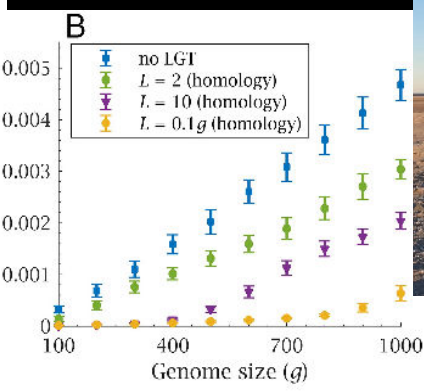 B
no LGT
L = 2 (homology)
L = 10 (homology)
L = 0.1g (homology)
0.005
0.004
0.003
0.002
0.001
0
100 400 700 1000
Genome size (g)